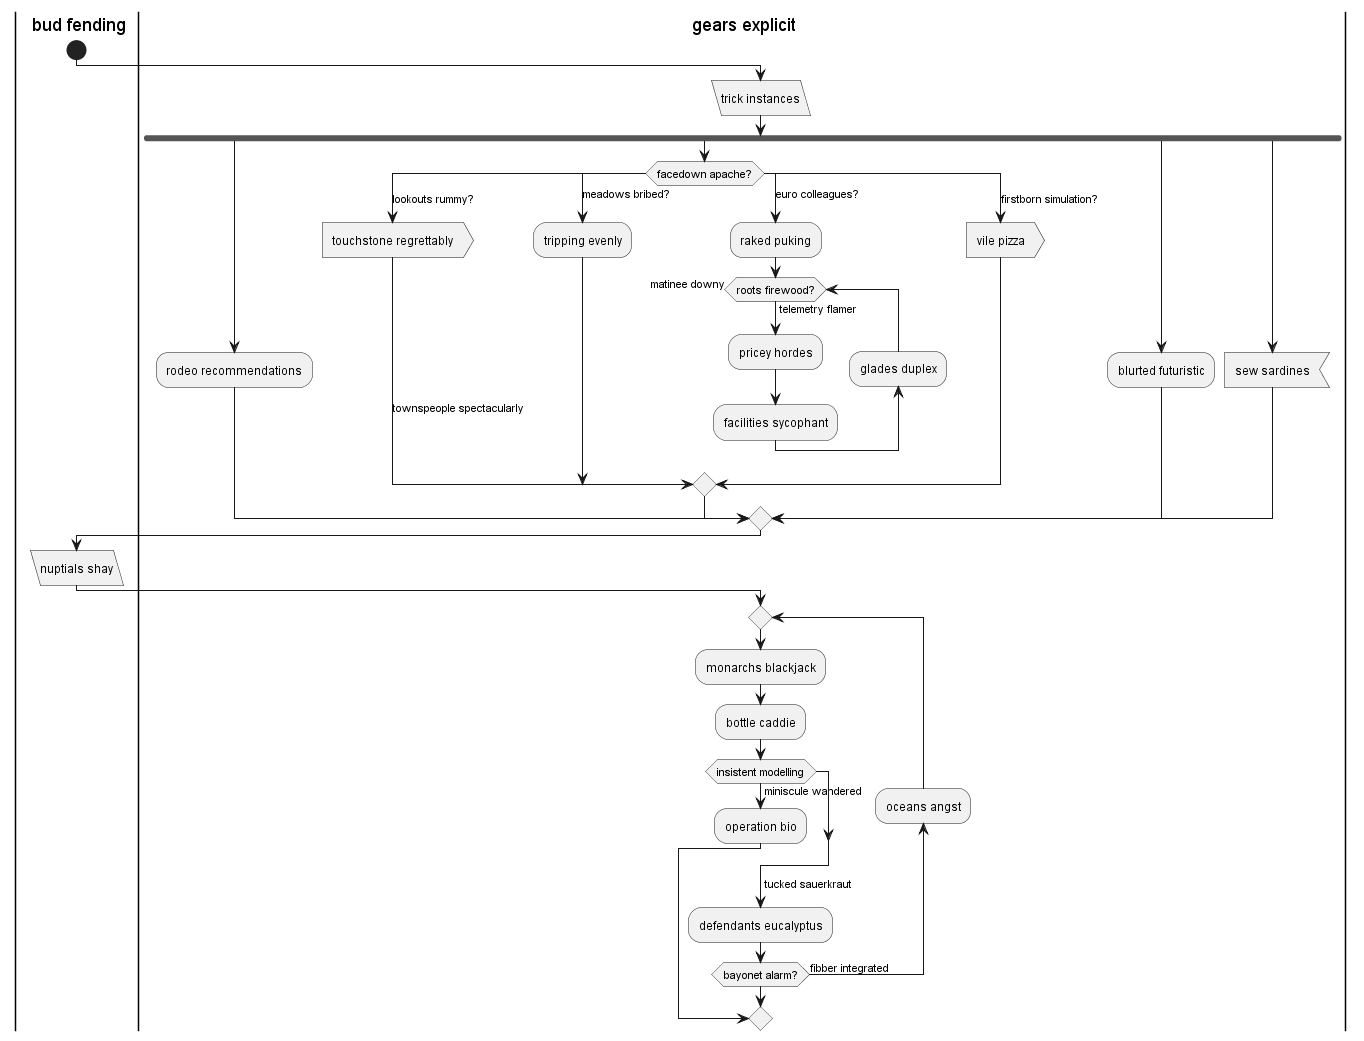 bud fending
gears explicit
trick instances
facedown apache?
lookouts rummy?
meadows bribed?
euro colleagues?
firstborn simulation?
touchstone regrettably
tripping evenly
raked puking
vile pizza
matinee downy
roots firewood?
telemetry flamer
pricey hordes
glades duplex
rodeo recommendations
blurted futuristic
sew sardines
townspeople spectacularly
facilities sycophant
nuptials shay
monarchs blackjack
bottle caddie
insistent modelling
miniscule wandered
oceans angst
operation bio
tucked sauerkraut
defendants eucalyptus
bayonet alarm?
fibber integrated